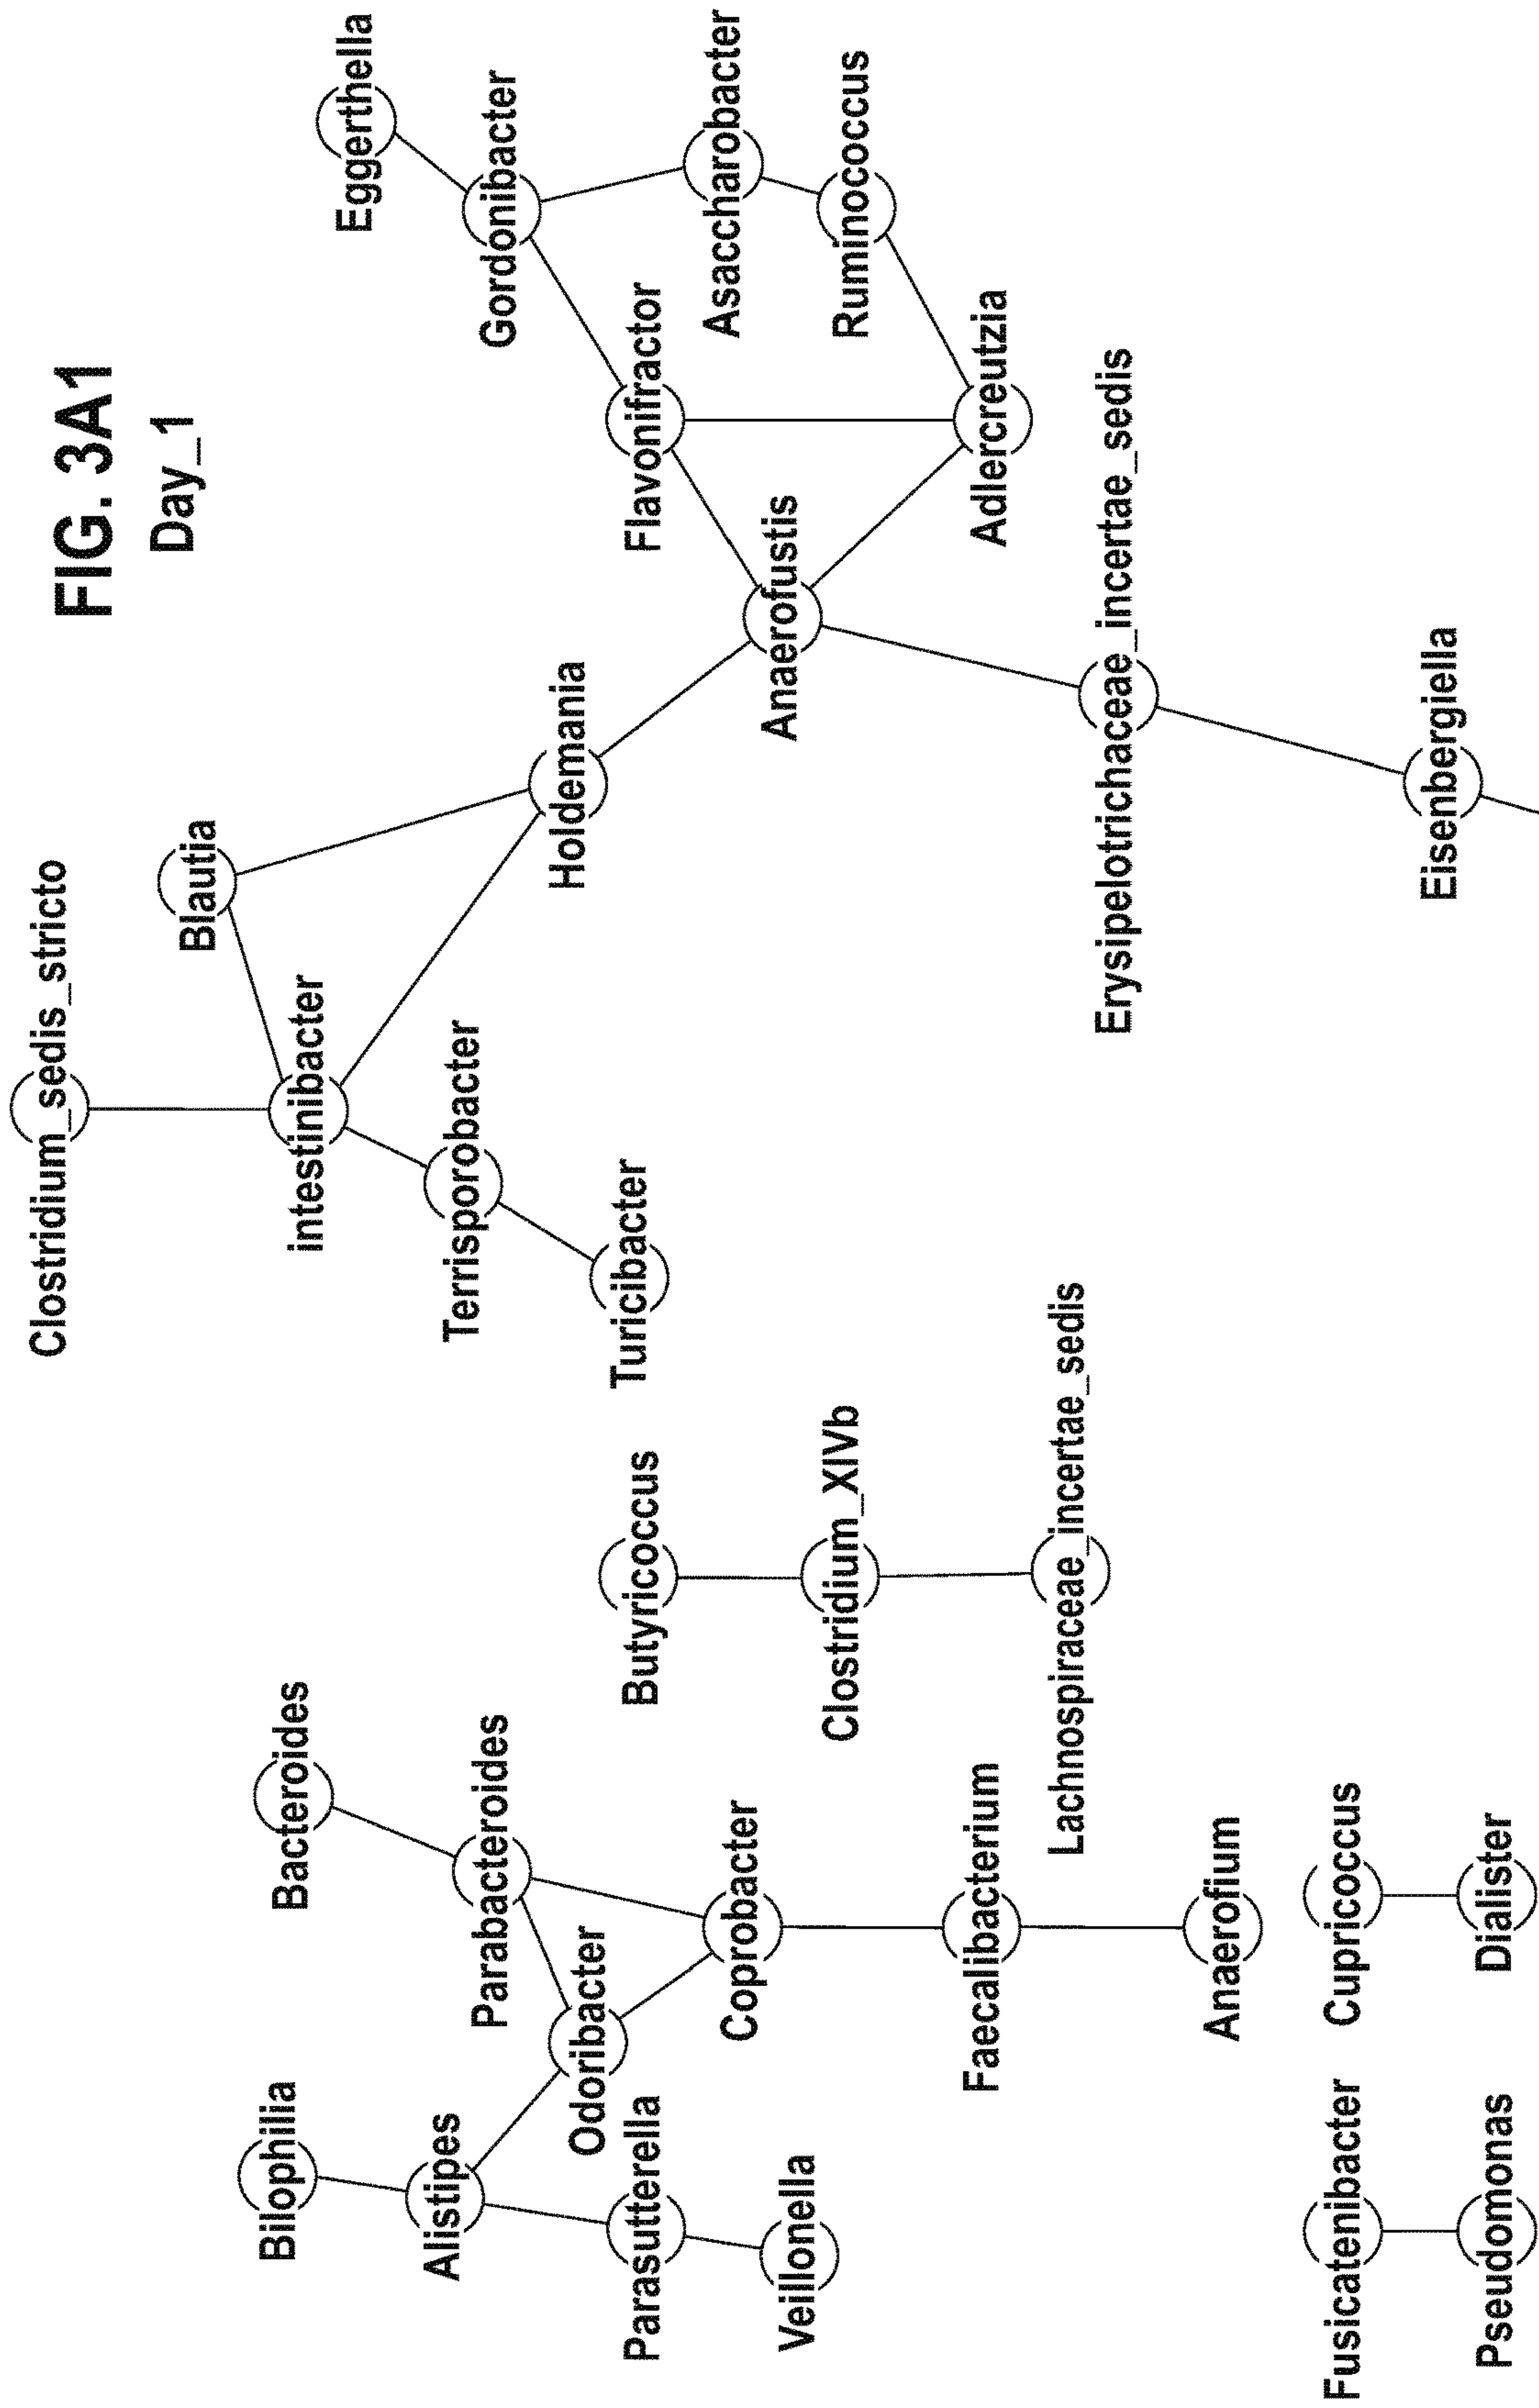 FIG. 3A1
Day_1
Clostridium_sedis_stricto
Blautia
intestinibacter
Terrisporobacter
Turicibacter
Holdemania
Eggerthella
Gordonibacter
Flavonifractor
Asaccharobacter
Ruminococcus
Anaerofustis
Adlercreutzia
Erysipelotrichaceae_incertae_sedis
Eisenbergiella
Bilophilia
Bacteroides
Alistipes
Parabacteroides
Odoribacter
Parasutterella
Coprobacter
Veillonella
Butyricoccus
Clostridium_XIVb
Lachnospiraceae_incertae_sedis
Faecalibacterium
Anaerofium
Fusicatenibacter
Cupricoccus
Pseudomonas
Dialister